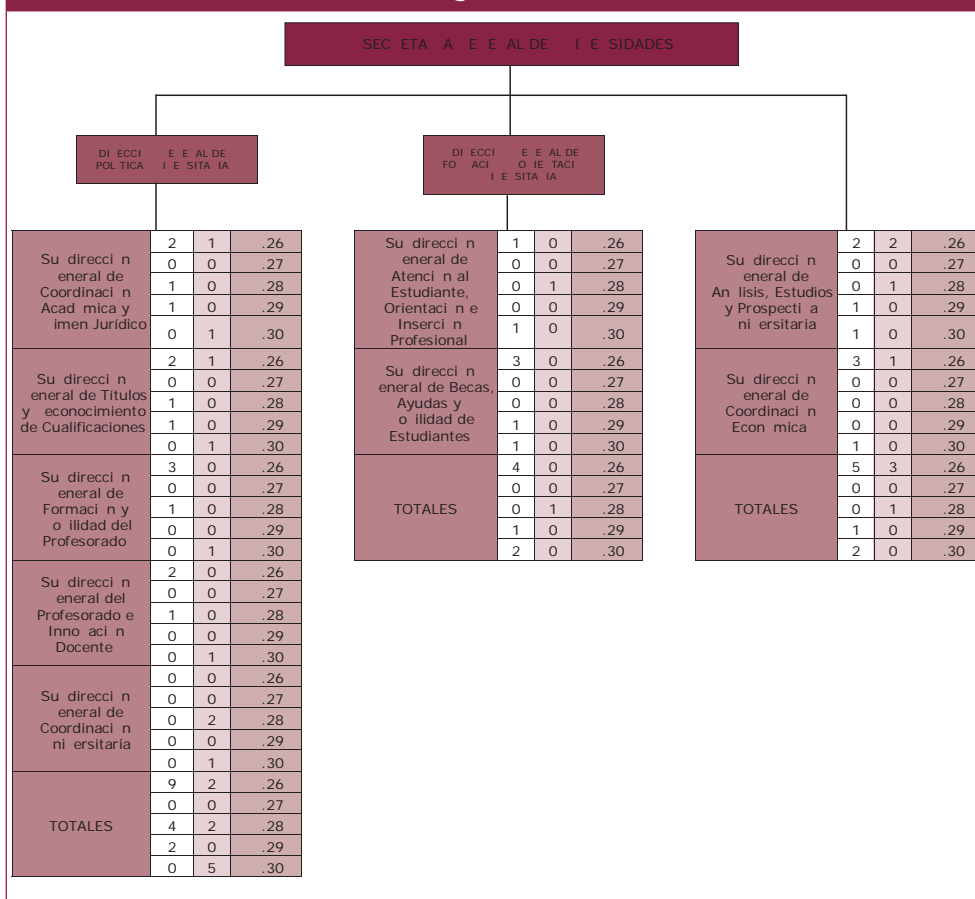 SEC ETA A E E AL DE I E SIDADES
DI ECCI E E AL DE
POL TICA I E SITA IA
DI ECCI E E AL DE
FO ACI O IE TACI
I E SITA IA
Su direcci n
eneral de
Coordinaci n
Acad mica y
imen Jurídico
2 1 .26
0 0 .27
1 0 .28
1 0 .29
0 1 .30
Su direcci n
eneral de Títulos
y econocimiento
de Cualificaciones
2 1 .26
0 0 .27
1 0 .28
1 0 .29
0 1 .30
Su direcci n
eneral de
Formaci n y
o ilidad del
Profesorado
3 0 .26
0 0 .27
1 0 .28
0 0 .29
0 1 .30
Su direcci n
eneral del
Profesorado e
Inno aci n
Docente
2 0 .26
0 0 .27
1 0 .28
0 0 .29
0 1 .30
Su direcci n
eneral de
Coordinaci n
ni ersitaria
0 0 .26
0 0 .27
0 2 .28
0 0 .29
0 1 .30
TOTALES
9 2 .26
0 0 .27
4 2 .28
2 0 .29
0 5 .30
Su direcci n
eneral de
Atenci n al
Estudiante,
Orientaci n e
Inserci n
Profesional
1 0 .26
0 0 .27
0 1 .28
0 0 .29
1 0 .30
Su direcci n
eneral de Becas,
Ayudas y
o ilidad de
Estudiantes
3 0 .26
0 0 .27
0 0 .28
1 0 .29
1 0 .30
TOTALES
4 0 .26
0 0 .27
0 1 .28
1 0 .29
2 0 .30
Su direcci n
eneral de
An lisis, Estudios
y Prospecti a
ni ersitaria
2 2 .26
0 0 .27
0 1 .28
1 0 .29
1 0 .30
Su direcci n
eneral de
Coordinaci n
Econ mica
3 1 .26
0 0 .27
0 0 .28
0 0 .29
1 0 .30
TOTALES
5 3 .26
0 0 .27
0 1 .28
1 0 .29
2 0 .30